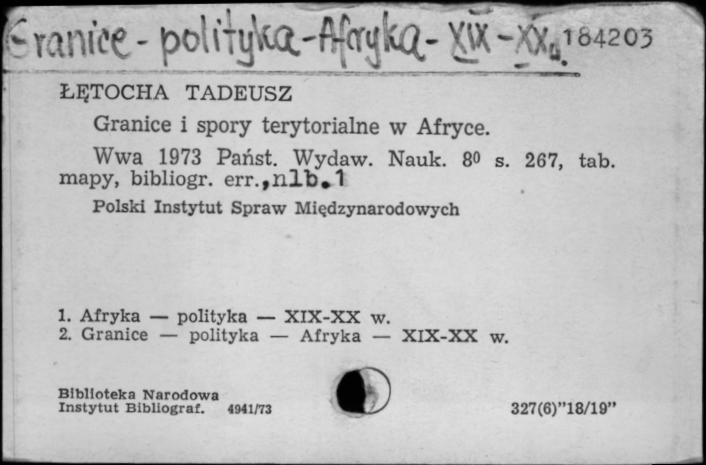 Granice - polityka - Afryka - XIX - XX w.
184203
ŁĘTOCHA TADEUSZ
Granice i spory terytorialne w Afryce.
Wwa 1973 Państ. Wydaw. Nauk. 8⁰ s. 267, tab.
mapy, bibliogr. err., nlb. 1
Polski Instytut Spraw Międzynarodowych
1. Afryka — polityka — XIX-XX w.
2. Granice — polityka — Afryka — XIX-XX w.
Biblioteka Narodowa
Instytut Bibliograf. 4941/73
327(6)"18/19"